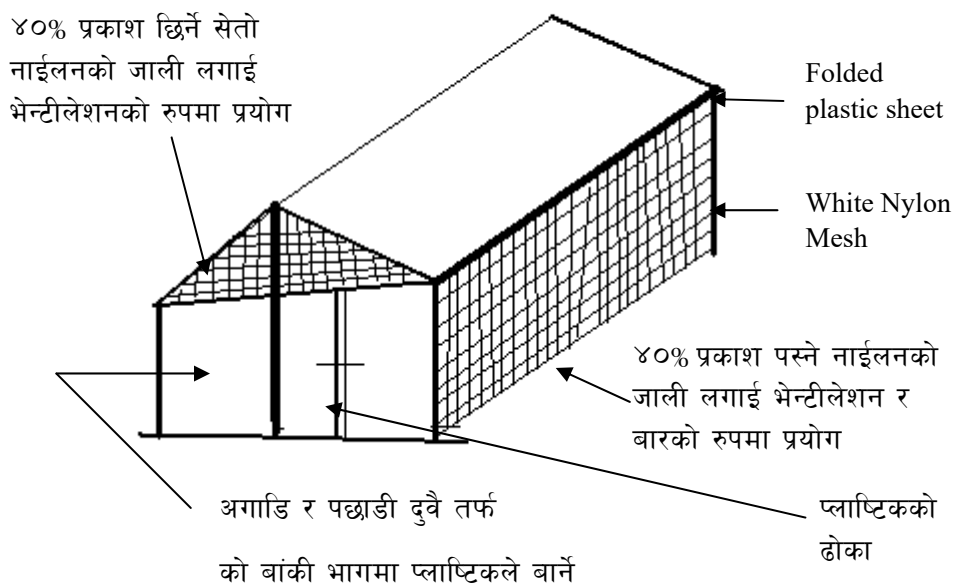 ४०% प्रकाश छिर्ने सेतो
नाईलनको जाली लगाई
भेन्टीलेशनको रुपमा प्रयोग
Folded
plastic sheet
White Nylon
Mesh
४०% प्रकाश पस्ने नाईलनको
जाली लगाई भेन्टीलेशन र
बारको रुपमा प्रयोग
अगाडि र पछाडी दुवै तर्फ
को बांकी भागमा प्लाष्टिकले बार्ने
प्लाष्टिकको
ढोका